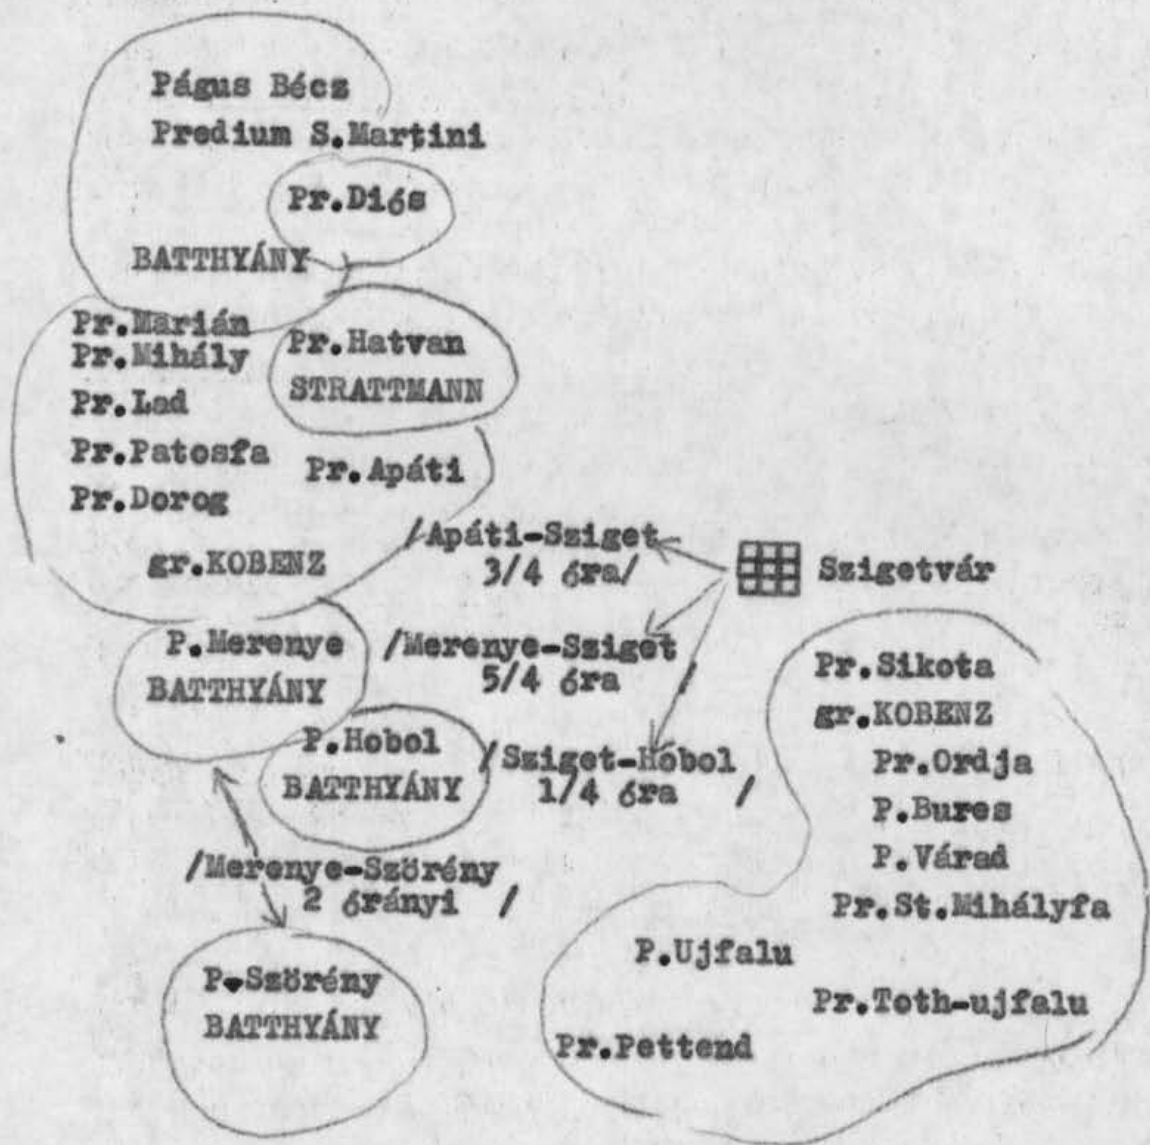 Págus Bécz
Predium S.Martini
Pr.Diós
BATTHYÁNY
Pr.Marián
Pr.Mihály
Pr.Lad
Pr.Patosfa
Pr.Dorog
gr.KOBENZ
Pr.Hatvan
STRATTMANN
Pr.Apáti
/Apáti-Sziget
3/4 óra/
Szigetvár
P.Merenye
BATTHYÁNY
/Merenye-Sziget
5/4 óra /
P.Hobol
BATTHYÁNY
/Sziget-Hóbol
1/4 óra /
/Merenye-Szörény
2 órányi /
P.Szörény
BATTHYÁNY
Pr.Sikota
gr.KOBENZ
Pr.Ordja
P.Bures
P.Várad
Pr.St.Mihályfa
P.Ujfalu
Pr.Toth-ujfalu
Pr.Pettend